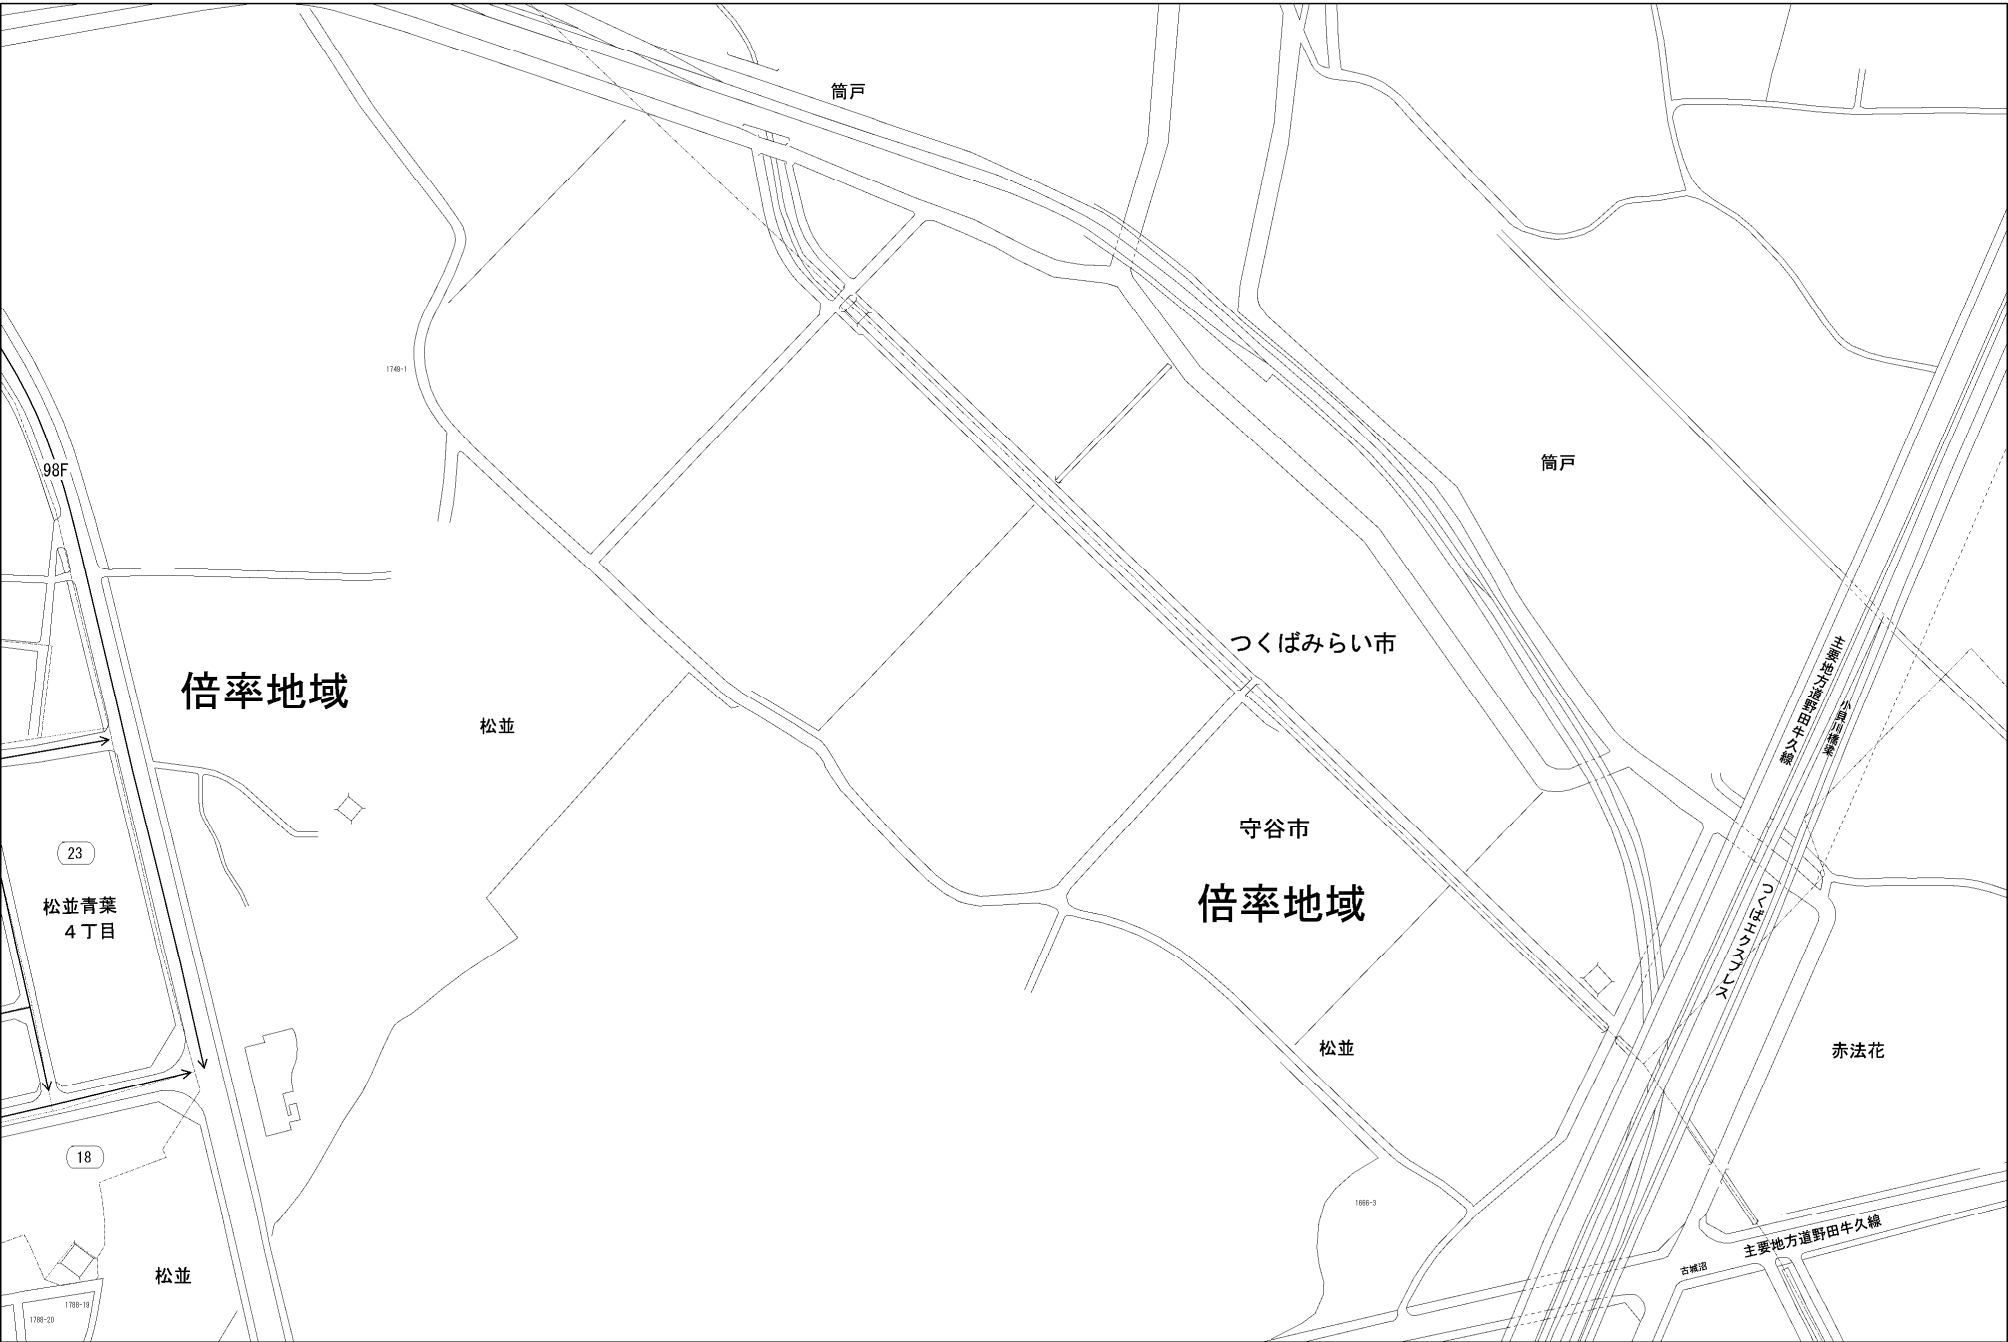 筒戸
1749-1
98F
筒戸
つくばみらい市
倍率地域
松並
主要地方道野田牛久線
小貝川橋梁
守谷市
23
倍率地域
松並青葉
4丁目
つくばエクスプレス
松並
赤法花
18
1666-3
主要地方道野田牛久線
古城沼
松並
1788-19
1788-20